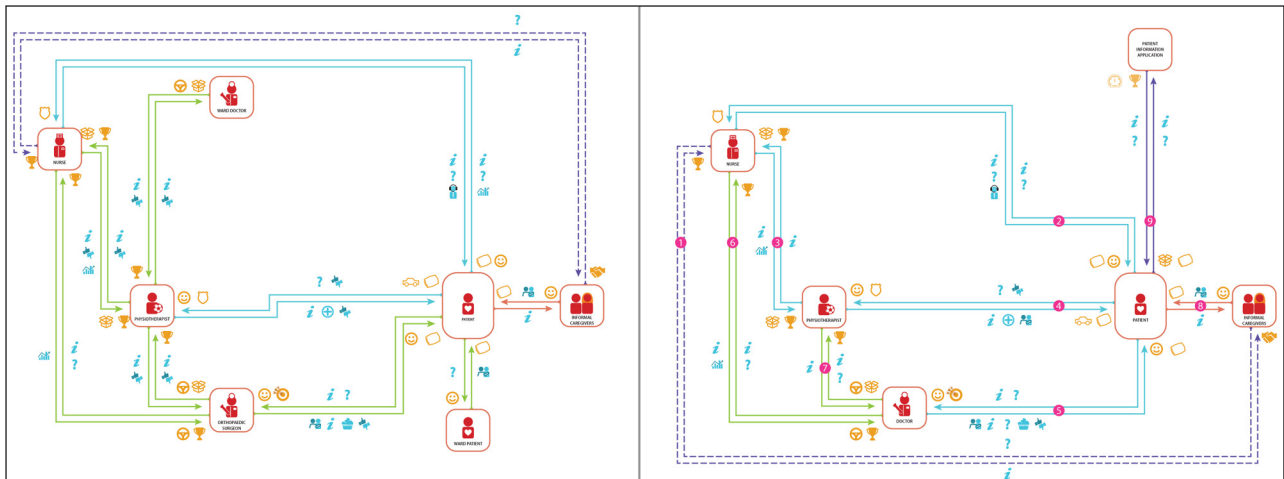 ?
i
WARD DOCTOR
NURSE
i
i
?
?
i
i
i
i
?
PHYSIOTHERAPIST
PATIENT
INFORMAL
CAREGIVERS
i
i
i
i
i
?
i
?
ORTHOPAEDIC
SURGEON
i
?
i
?
WARD PATIENT
PATIENT
INFORMATION
APPLICATION
i
i
?
?
NURSE
i
?
i
?
1
6
3
2
9
i
i
PHYSIOTHERAPIST
?
4
i
PATIENT
8
i
INFORMAL
CAREGIVERS
i
i
?
7
i
?
DOCTOR
i
?
5
i
?
?
i